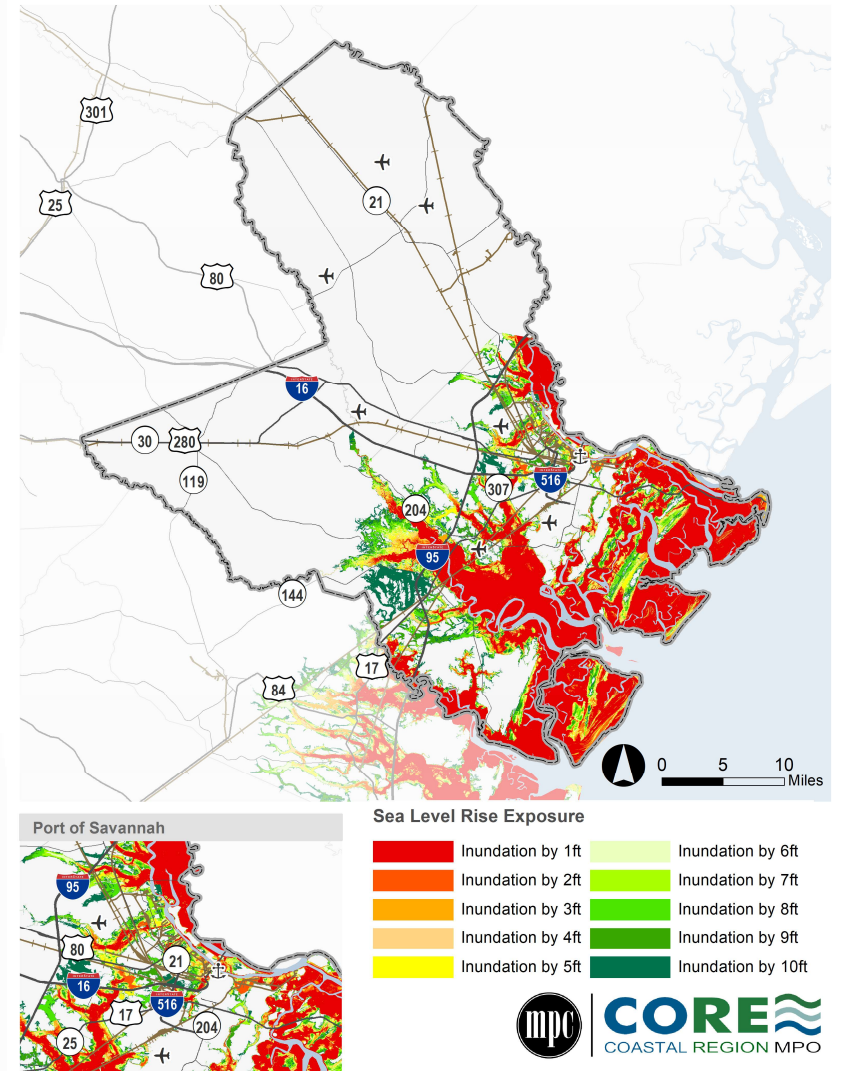 301
25
21
80
16
30
280
119
307
516
204
95
144
17
84
0 5 10
Miles
Port of Savannah
95
80
21
16
516
17
204
25
Sea Level Rise Exposure
Inundation by 1ft
Inundation by 2ft
Inundation by 3ft
Inundation by 4ft
Inundation by 5ft
Inundation by 6ft
Inundation by 7ft
Inundation by 8ft
Inundation by 9ft
Inundation by 10ft
mpc
CORE
COASTAL REGION MPO